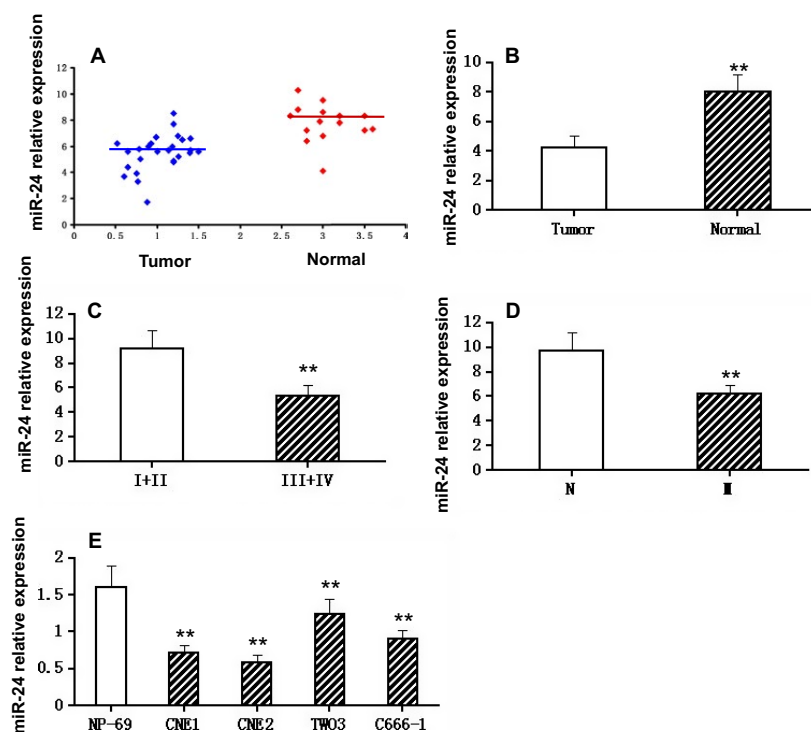 A
miR-24 relative expression
12
10
8
6
4
2
0
0 0.5 1 1.5 2 2.5 3 3.5 4
Tumor Normal
B
miR-24 relative expression
10
8
6
4
2
0
**
Tumor Normal
C
miR-24 relative expression
12
10
8
6
4
2
0
**
I+II III+IV
D
miR-24 relative expression
12
10
8
6
4
2
0
**
N
E
miR-24 relative expression
2
1.5
1
0.5
0
** ** ** **
NP-69 CNE1 CNE2 TWO3 C666-1